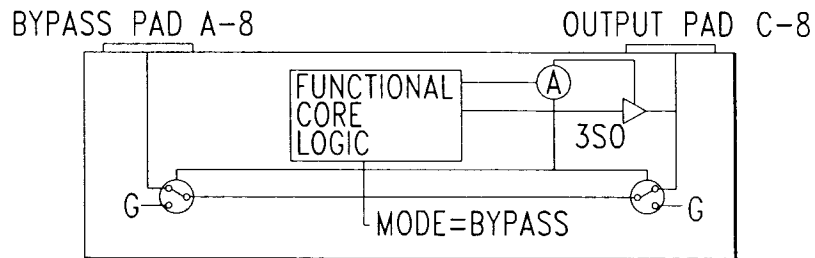 BYPASS PAD A-8
OUTPUT PAD C-8
FUNCTIONAL
CORE
LOGIC
A
3SO
G
G
MODE=BYPASS